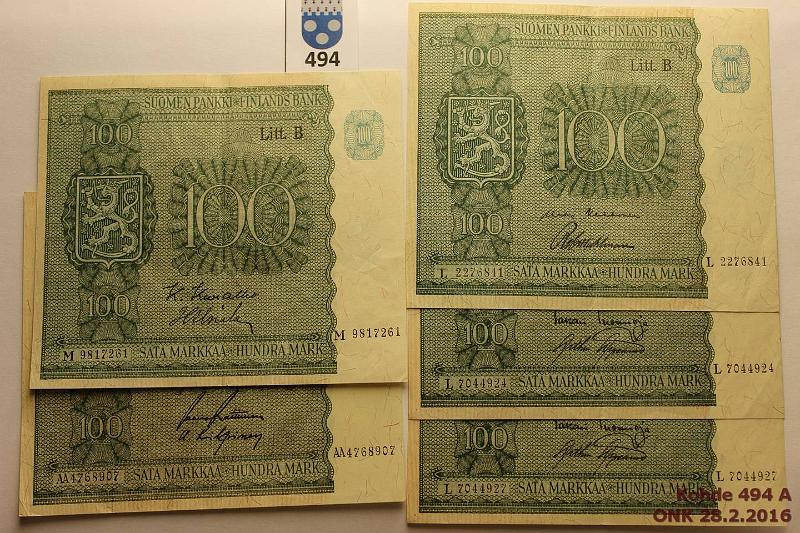 494
SUOMEN PANKKI FINLANDS BANK
100
Litt. B
100
100
100
M 9817261
M 9817261
SATA MARKKAA HUNDRA MARK
100
AA4768907
AA4768907
SATA MARKKAA HUNDRA MARK
SUOMEN PANKKI FINLANDS BANK
100
Litt. B
100
100
100
L 2276841
L 2276841
SATA MARKKAA HUNDRA MARK
100
L 7044924
L 7044924
SATA MARKKAA HUNDRA MARK
100
L 7044927
L 7044927
SATA MARKKAA HUNDRA MARK
Kohde 494 A
ONK 28.2.2016